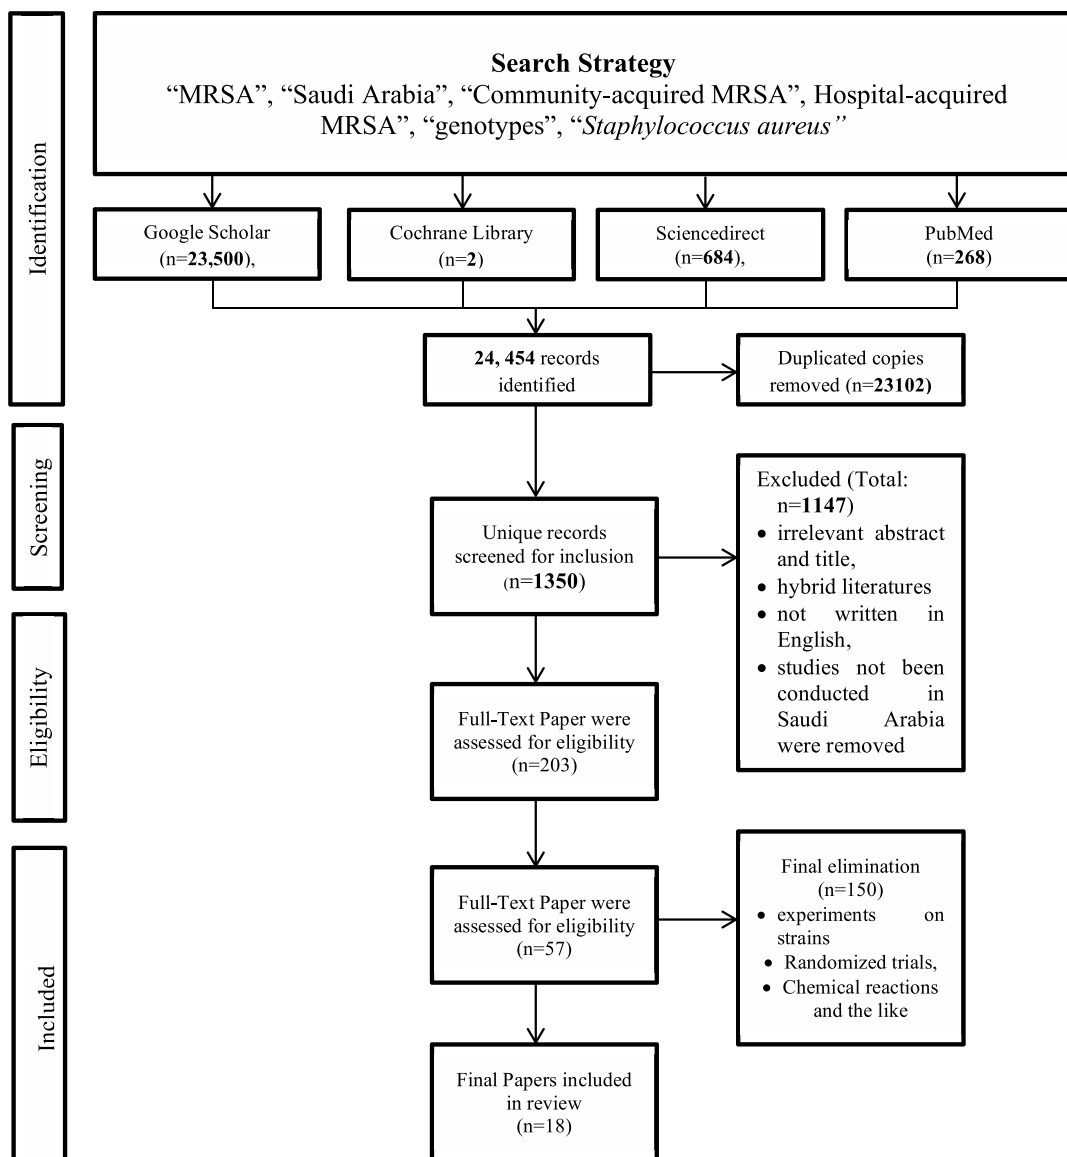 Identification
Search Strategy
“MRSA”, “Saudi Arabia”, “Community-acquired MRSA”, Hospital-acquired
MRSA”, “genotypes”, “Staphylococcus aureus”
Google Scholar
(n=23,500),
Cochrane Library
(n=2)
Sciencedirect
(n=684),
PubMed
(n=268)
24, 454 records
identified
Duplicated copies
removed (n=23102)
Screening
Unique records
screened for inclusion
(n=1350)
Excluded (Total:
n=1147)
• irrelevant abstract
and title,
• hybrid literatures
• not written in
English,
• studies not been
conducted in
Saudi Arabia
were removed
Eligibility
Full-Text Paper were
assessed for eligibility
(n=203)
Included
Full-Text Paper were
assessed for eligibility
(n=57)
Final elimination
(n=150)
• experiments on
strains
• Randomized trials,
• Chemical reactions
and the like
Final Papers included
in review
(n=18)